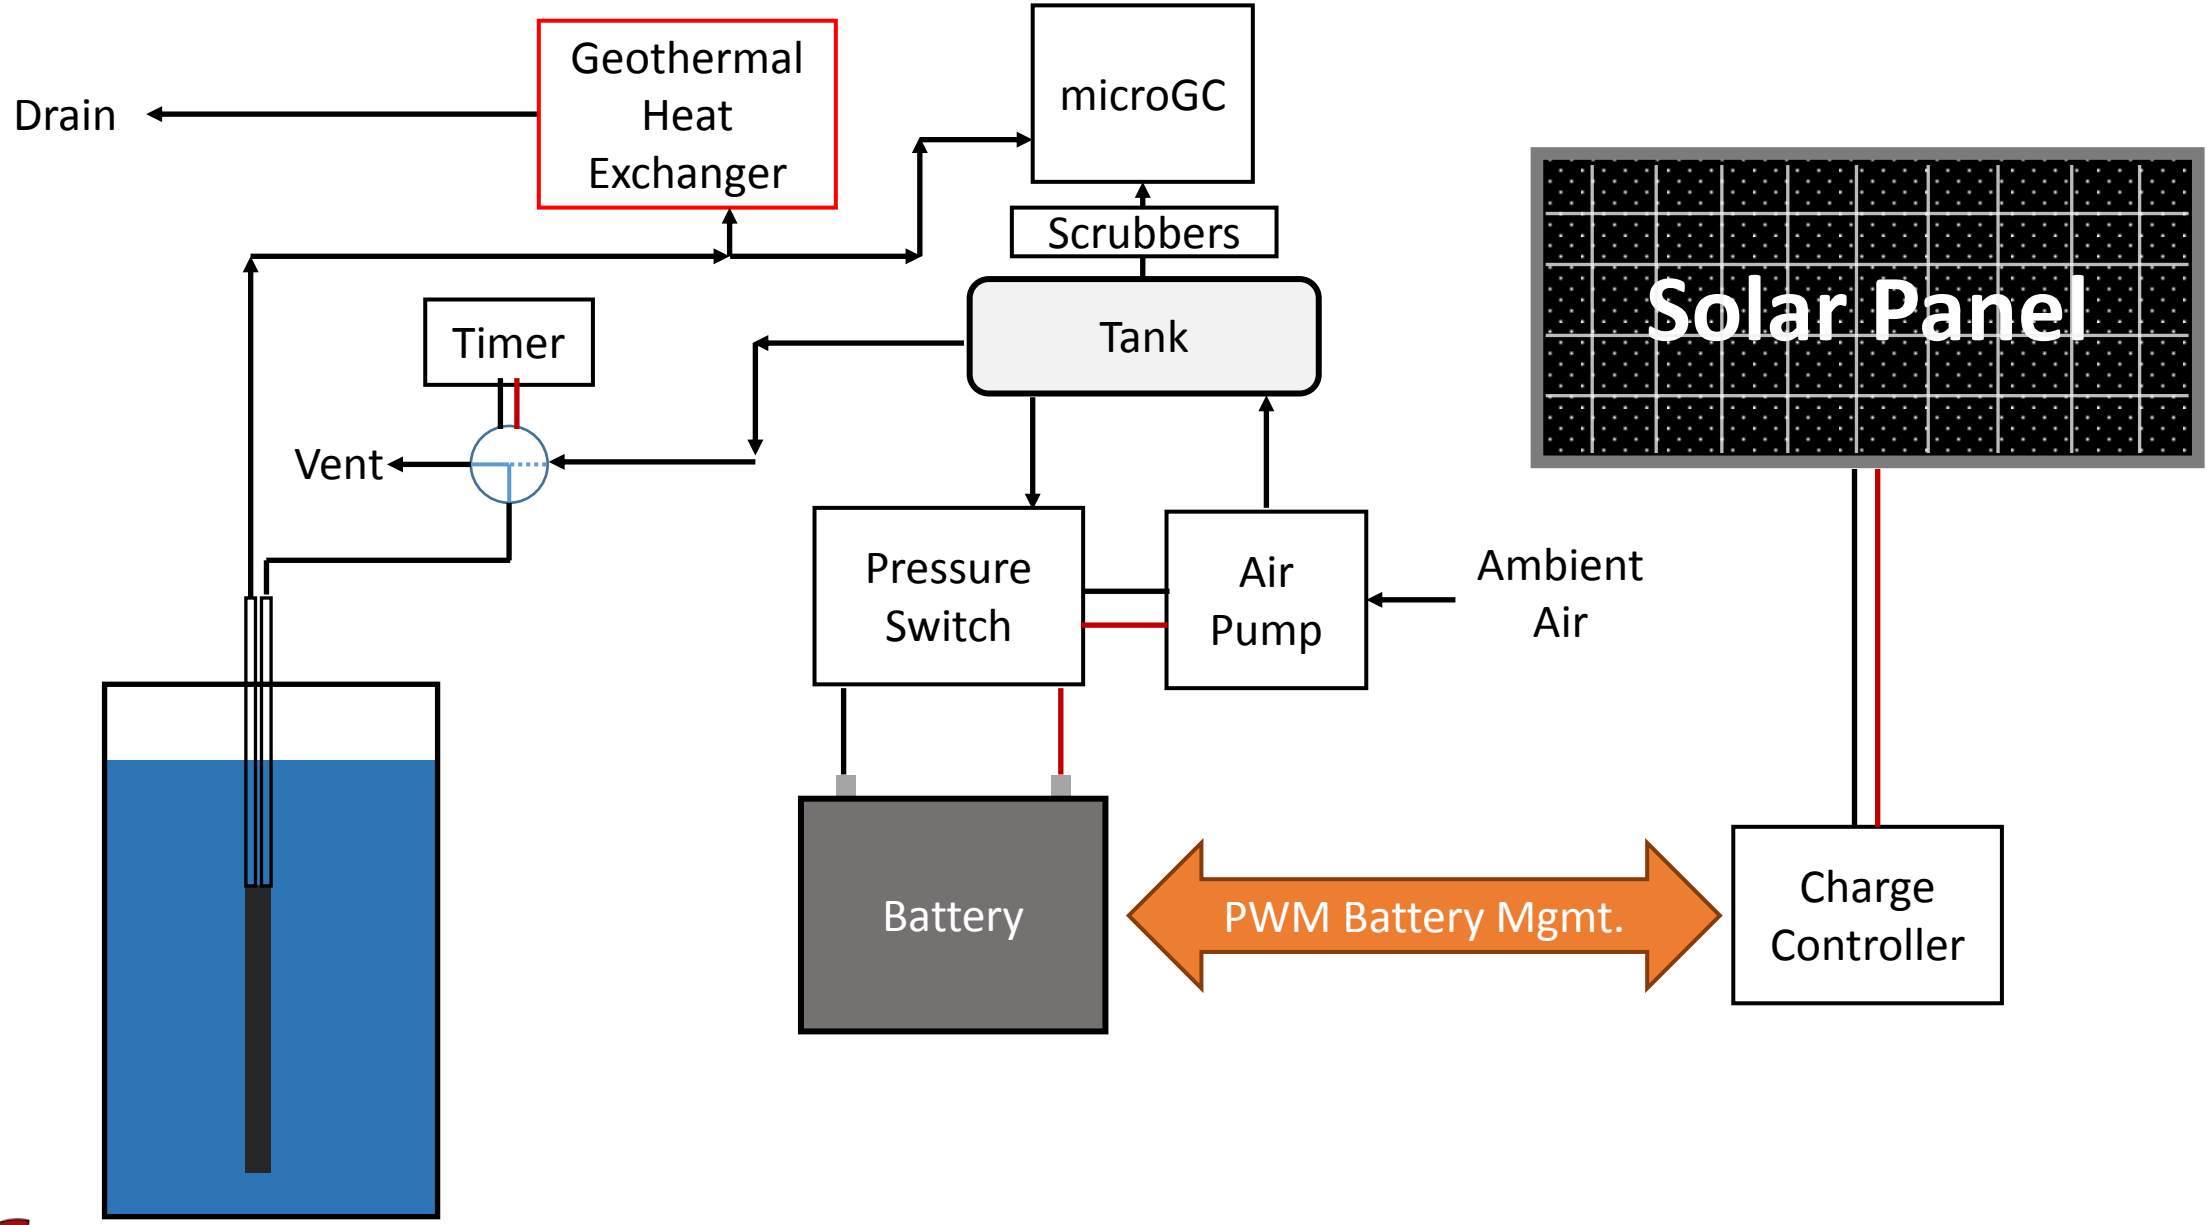 Geothermal
Heat
Exchanger
Drain
microGC
Scrubbers
Timer
Tank
Solar Panel
Vent
Pressure
Switch
Air
Pump
Ambient
Air
Battery
PWM Battery Mgmt.
Charge
Controller